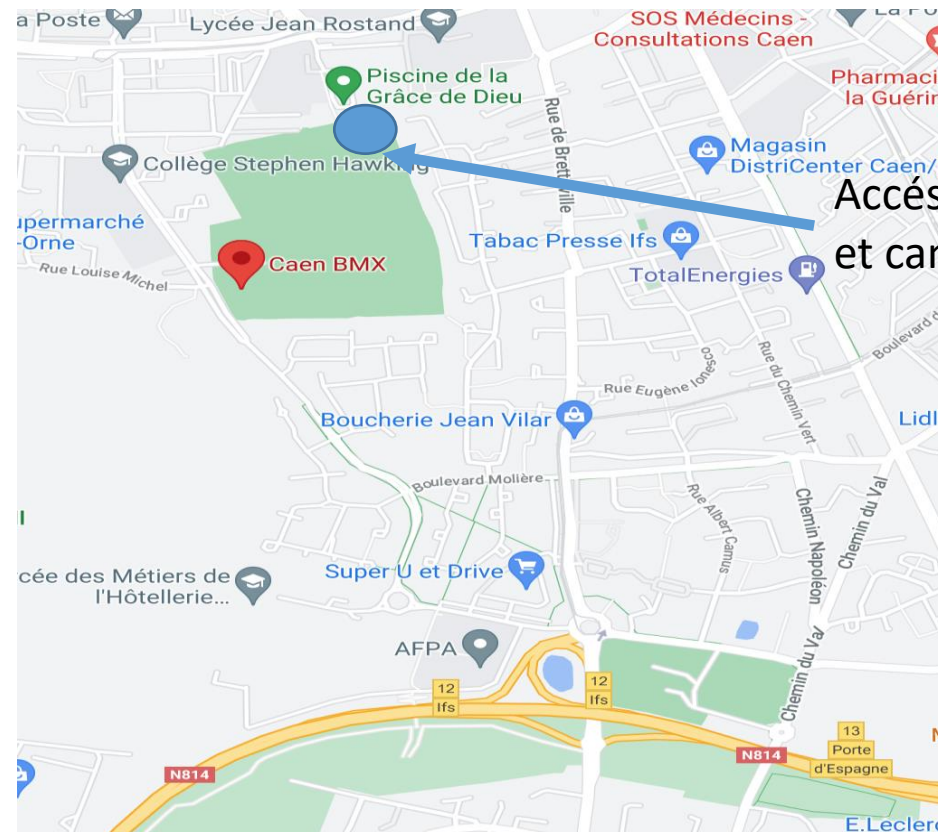 a Poste
Lycée Jean Rostand
SOS Médecins -
Consultations Caen
Piscine de la
Grâce de Dieu
Pharmaci
la Guérin
Rue de Bretteville
Magasin
DistriCenter Caen/
Collège Stephen Hawking
Accés
et car
upermarché
-Orne
Tabac Presse Ifs
Rue Louise Michel
Caen BMX
TotalEnergies
Boulevard d
Rue Eugène Ionesco
Rue du Chemin Vert
Boucherie Jean Vilar
Lidl
Boulevard Molière
Rue Albert Camus
Chemin Napoléon
Chemin du Val
cée des Métiers de
l'Hôtellerie...
Super U et Drive
AFPA
Chemin du Val
12
Ifs
12
Ifs
13
Porte
d'Espagne
N814
N814
E.Leclerc